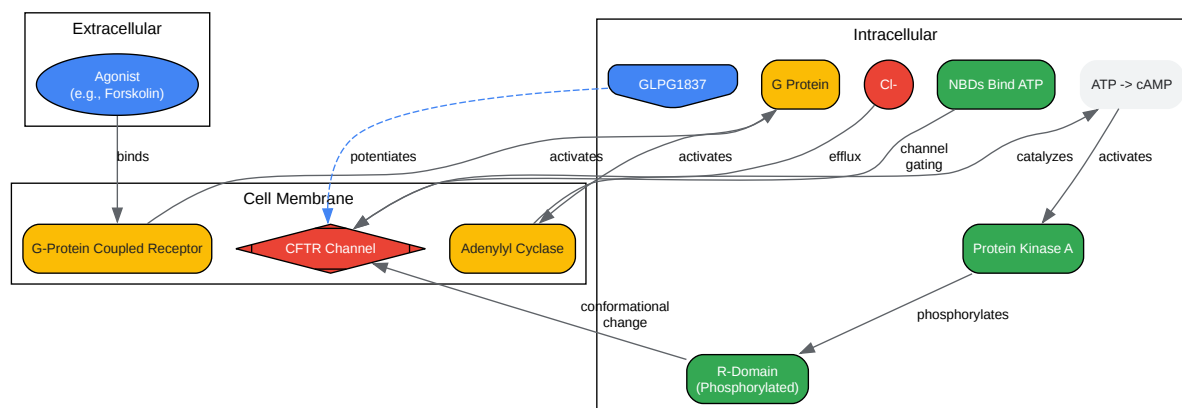 Extracellular
Intracellular
Agonist
(e.g., Forskolin)
GLPG1837
G Protein
Cl-
NBDs Bind ATP
ATP -> cAMP
binds
potentiates
activates
activates
efflux
channel
gating
catalyzes
activates
Cell Membrane
G-Protein Coupled Receptor
CFTR Channel
Adenylyl Cyclase
Protein Kinase A
conformational
change
phosphorylates
R-Domain
(Phosphorylated)